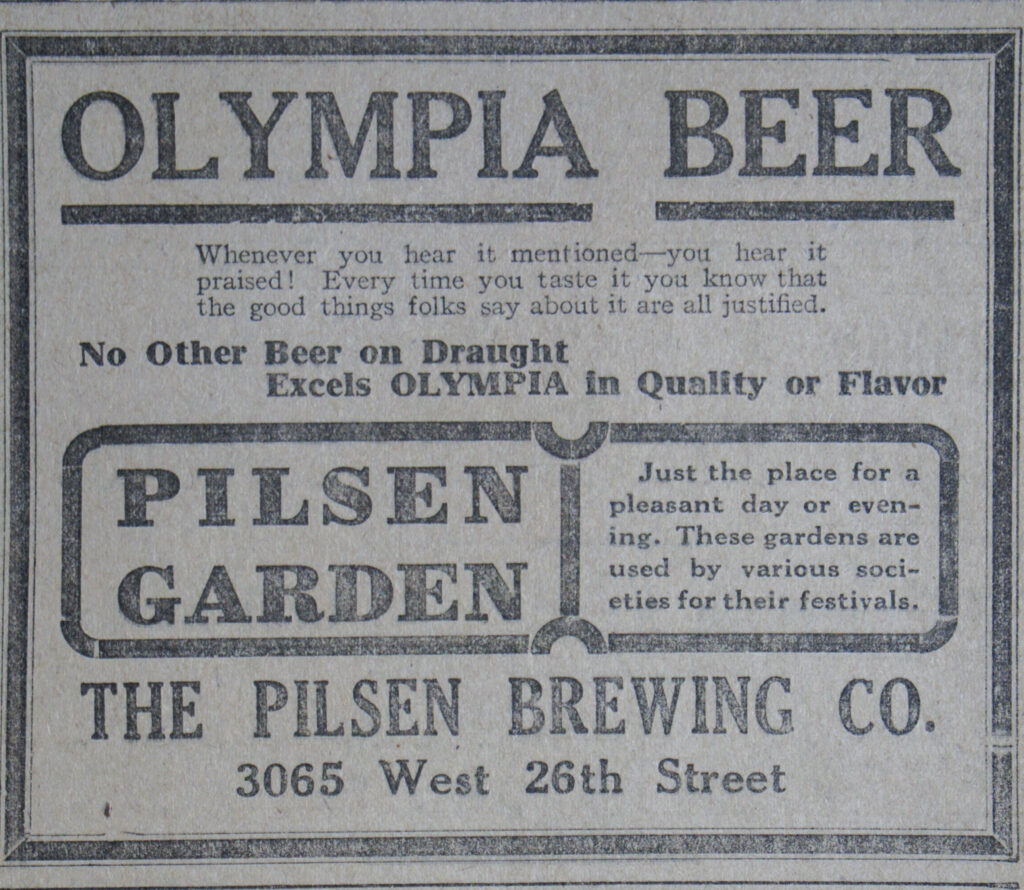 OLYMPIA BEER
Whenever you hear it mentioned—you hear it
praised! Every time you taste it you know that
the good things folks say about it are all justified.
No Other Beer on Draught
Excels OLYMPIA in Quality or Flavor
PILSEN
GARDEN
Just the place for a
pleasant day or even-
ing. These gardens are
used by various soci-
eties for their festivals.
THE PILSEN BREWING CO.
3065 West 26th Street